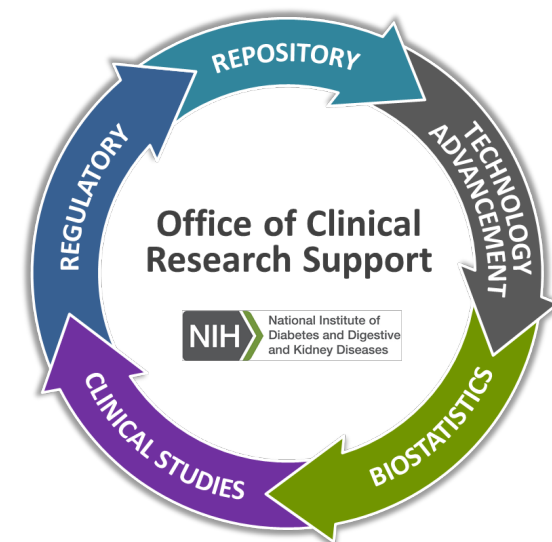 REPOSITORY
TECHNOLOGY
ADVANCEMENT
BIOSTATISTICS
CLINICAL STUDIES
REGULATORY
Office of Clinical
Research Support
NIH
National Institute of
Diabetes and Digestive
and Kidney Diseases